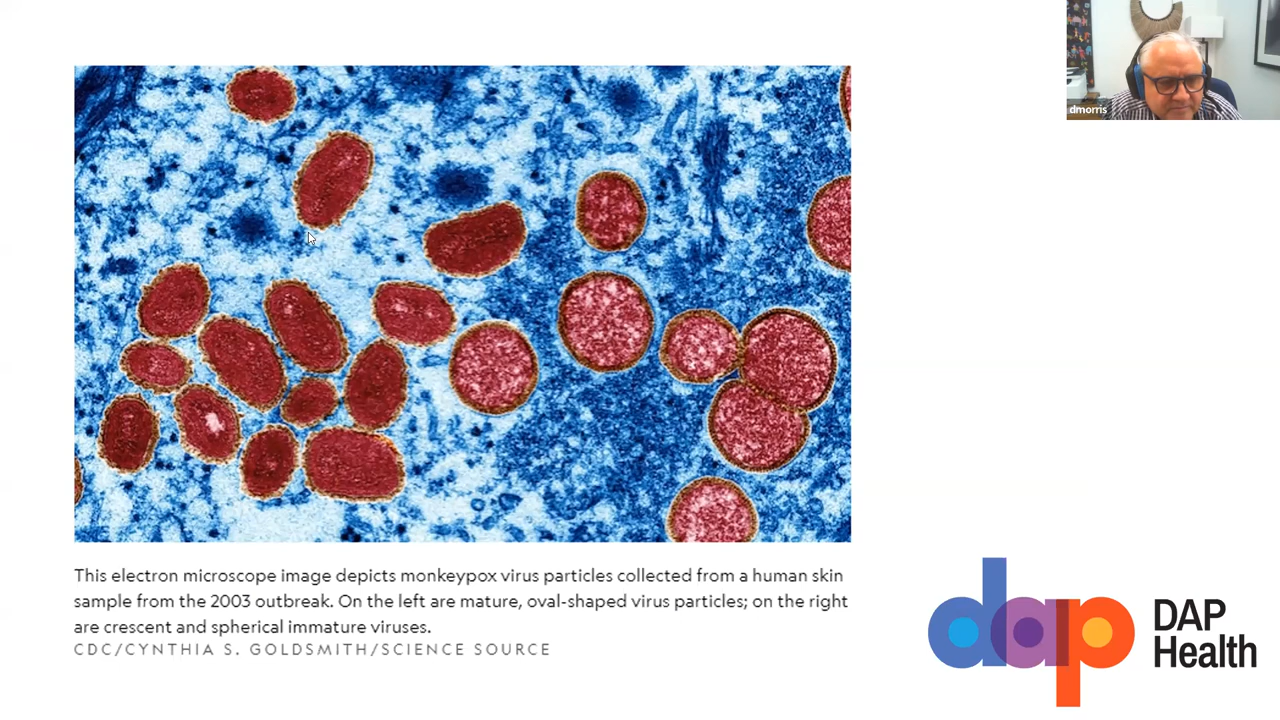 dmorris
This electron microscope image depicts monkeypox virus particles collected from a human skin
sample from the 2003 outbreak. On the left are mature, oval-shaped virus particles; on the right
are crescent and spherical immature viruses.
CDC/CYNTHIA S. GOLDSMITH/SCIENCE SOURCE
dap
DAP
Health